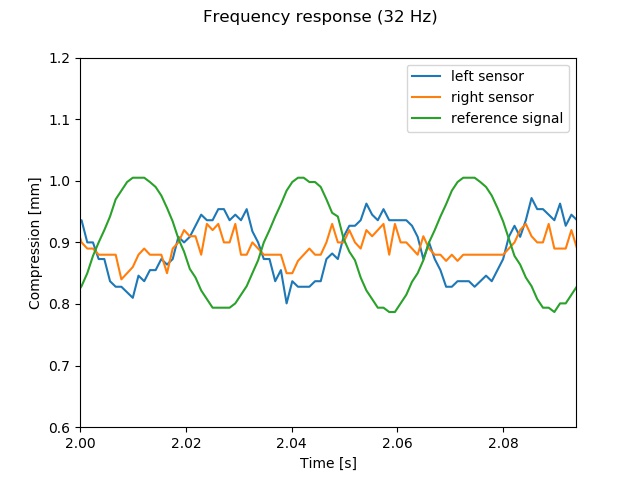 Frequency response (32 Hz)
left sensor
right sensor
reference signal
Compression [mm]
1.2
1.1
1.0
0.9
0.8
0.7
0.6
2.00
2.02
2.04
2.06
2.08
Time [s]